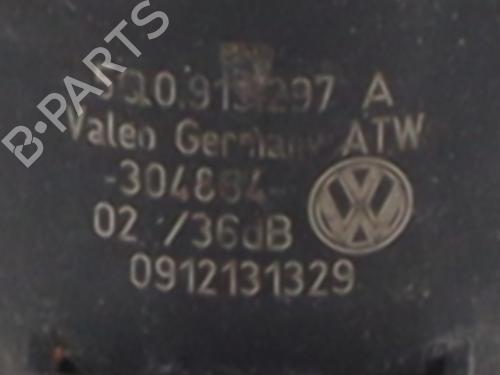 A
Valeo Germany ATW
-304884-
02 /36dB
0912131329
B-PARTS